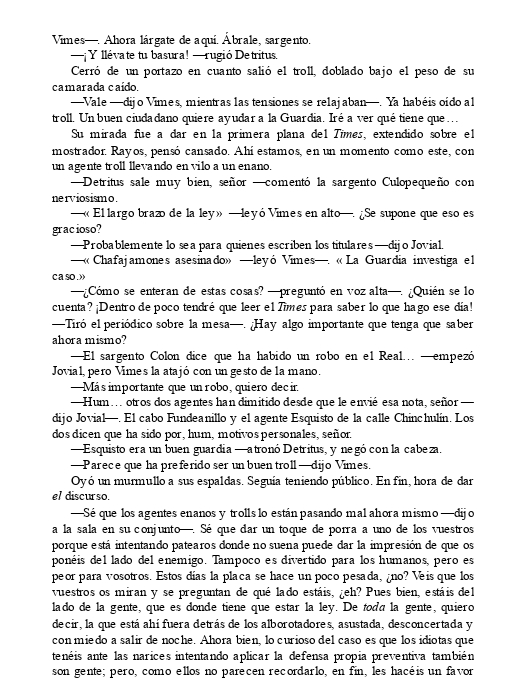 Vimes—. Ahora lárgate de aquí. Ábrale, sargento.
—¡Y llévate tu basura! —rugió Detritus.
Cerró de un portazo en cuanto salió el troll, doblado bajo el peso de su
camarada caído.
—Vale —dijo Vimes, mientras las tensiones se relajaban—. Ya habéis oído al
troll. Un buen ciudadano quiere ayudar a la Guardia. Iré a ver qué tiene que…
Su mirada fue a dar en la primera plana del Times, extendido sobre el
mostrador. Rayos, pensó cansado. Ahí estamos, en un momento como este, con
un agente troll llevando en vilo a un enano.
—Detritus sale muy bien, señor —comentó la sargento Culopequeño con
nerviosismo.
—«El largo brazo de la ley» —leyó Vimes en alto—. ¿Se supone que eso es
gracioso?
—Probablemente lo sea para quienes escriben los titulares —dijo Jovial.
—«Chafajamones asesinado» —leyó Vimes—. «La Guardia investiga el
caso.»
—¿Cómo se enteran de estas cosas? —preguntó en voz alta—. ¿Quién se lo
cuenta? ¡Dentro de poco tendré que leer el Times para saber lo que hago ese día!
—Tiró el periódico sobre la mesa—. ¿Hay algo importante que tenga que saber
ahora mismo?
—El sargento Colon dice que ha habido un robo en el Real… —empezó
Jovial, pero Vimes la atajó con un gesto de la mano.
—Más importante que un robo, quiero decir.
—Hum… otros dos agentes han dimitido desde que le envié esa nota, señor —
dijo Jovial—. El cabo Fundeanillo y el agente Esquisto de la calle Chinchulín. Los
dos dicen que ha sido por, hum, motivos personales, señor.
—Esquisto era un buen guardia —atronó Detritus, y negó con la cabeza.
—Parece que ha preferido ser un buen troll —dijo Vimes.
Oyó un murmullo a sus espaldas. Seguía teniendo público. En fin, hora de dar
el discurso.
—Sé que los agentes enanos y trolls lo están pasando mal ahora mismo —dijo
a la sala en su conjunto—. Sé que dar un toque de porra a uno de los vuestros
porque está intentando patearos donde no suena puede dar la impresión de que os
ponéis del lado del enemigo. Tampoco es divertido para los humanos, pero es
peor para vosotros. Estos días la placa se hace un poco pesada, ¿no? Veis que los
vuestros os miran y se preguntan de qué lado estáis, ¿eh? Pues bien, estáis del
lado de la gente, que es donde tiene que estar la ley. De toda la gente, quiero
decir, la que está ahí fuera detrás de los alborotadores, asustada, desconcertada y
con miedo a salir de noche. Ahora bien, lo curioso del caso es que los idiotas que
tenéis ante las narices intentando aplicar la defensa propia preventiva también
son gente; pero, como ellos no parecen recordarlo, en fin, les hacéis un favor